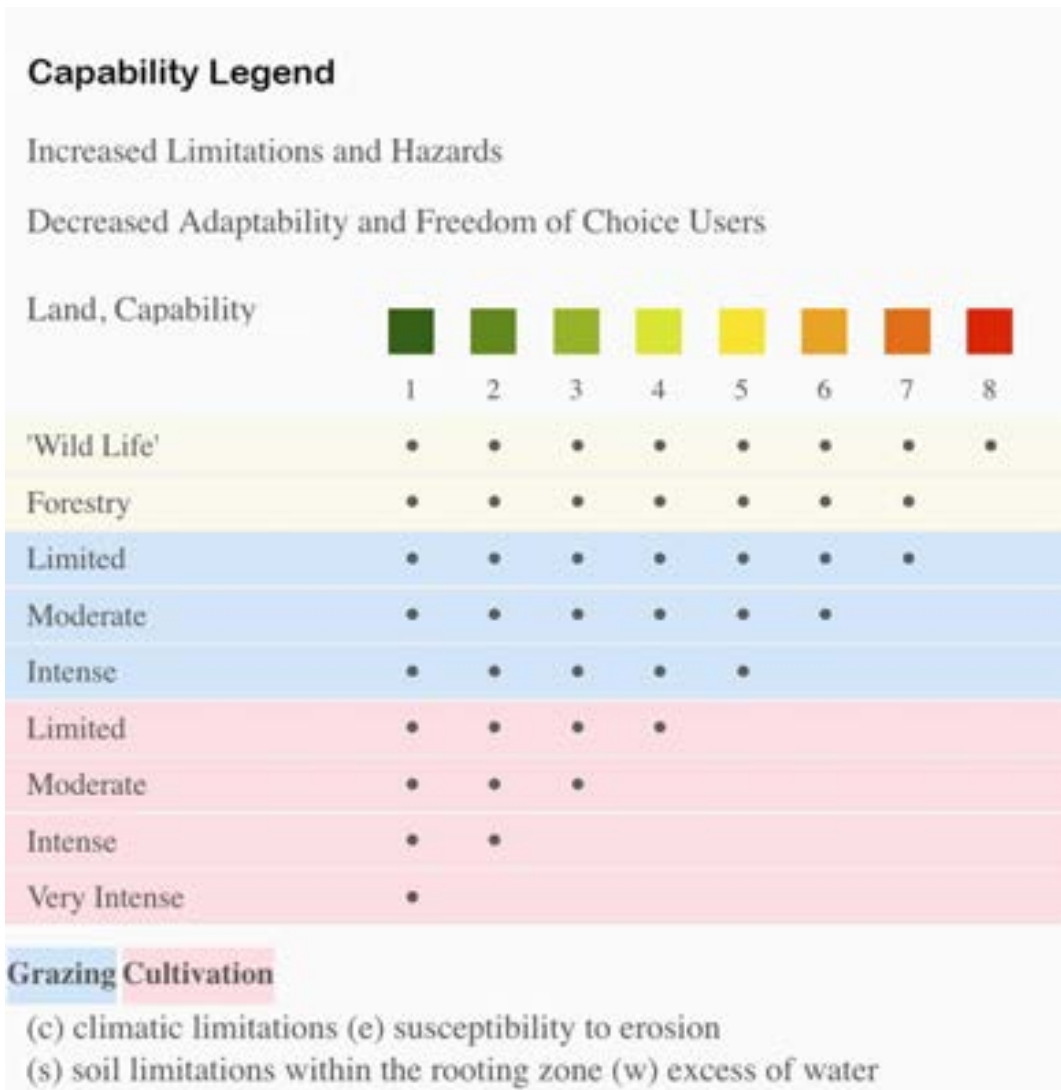 Capability Legend
Increased Limitations and Hazards
Decreased Adaptability and Freedom of Choice Users
Land, Capability
1 2 3 4 5 6 7 8
'Wild Life' • • • • • • • •
Forestry • • • • • • •
Limited • • • • • • •
Moderate • • • • • •
Intense • • • • •
Limited • • • •
Moderate • • •
Intense • •
Very Intense •
Grazing Cultivation
(c) climatic limitations (e) susceptibility to erosion
(s) soil limitations within the rooting zone (w) excess of water